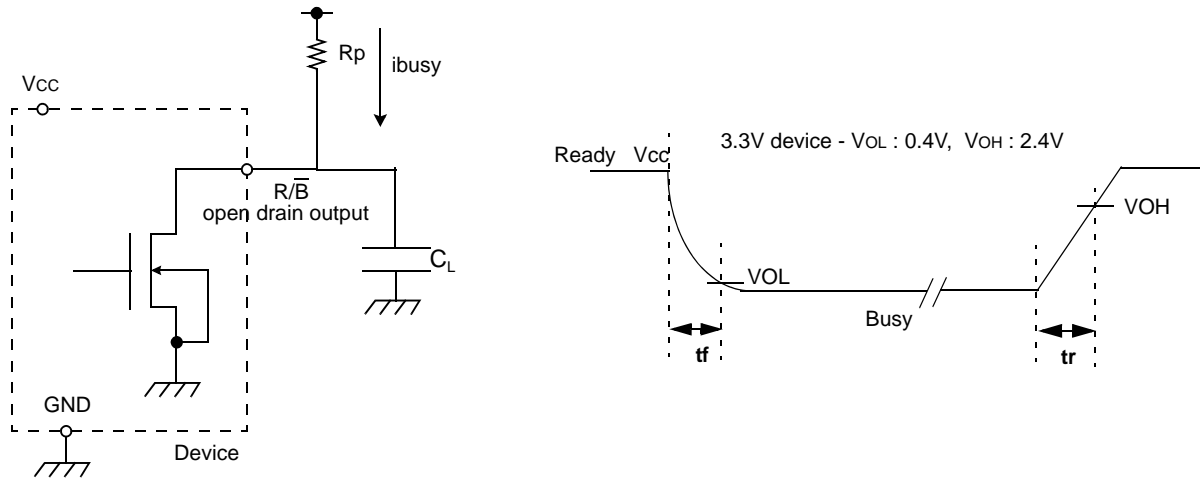 Rp
ibusy
VCC
R/B̅
open drain output
CL
GND
Device
3.3V device - VOL : 0.4V, VOH : 2.4V
Ready Vcc
VOH
VOL
Busy
tf
tr